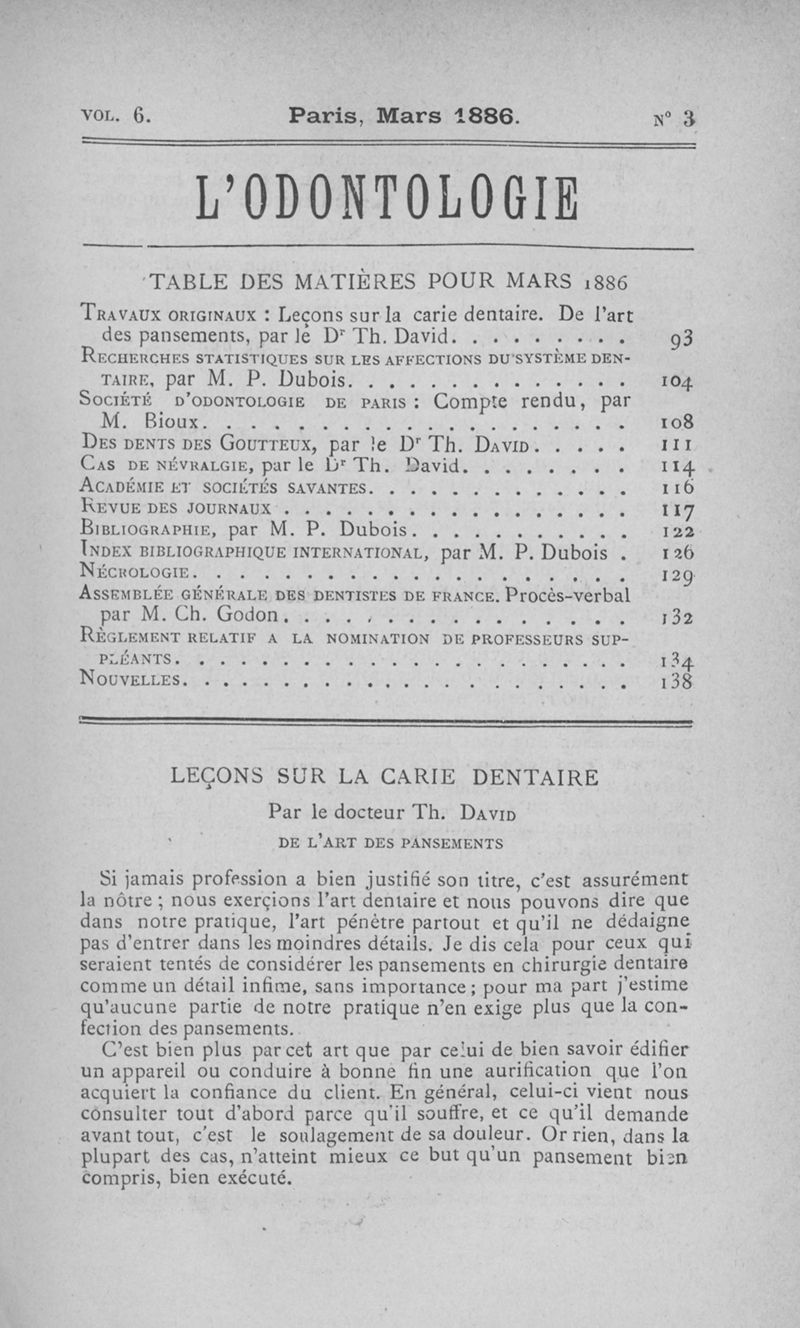 VOL. 6. Paris, Mars 1886. N° 3
L'ODONTOLOGIE
TABLE DES MATIÈRES POUR MARS 1886
TRAVAUX ORIGINAUX : Leçons sur la carie dentaire. De l'art
des pansements, par le Dr Th. David. . . . . . . . . 93
RECHERCHES STATISTIQUES SUR LES AFFECTIONS DU SYSTÈME DEN-
TAIRE, par M. P. Dubois. . . . . . . . . . . . . . 104
SOCIÉTÉ D'ODONTOLOGIE DE PARIS : Compte rendu, par
M. Bioux. . . . . . . . . . . . . . . . . . . . 108
DES DENTS DES GOUTTEUX, par le Dr Th. DAVID. . . . . 111
CAS DE NÉVRALGIE, par le Dr Th. David. . . . . . . . 114
ACADÉMIE ET SOCIÉTÉS SAVANTES. . . . . . . . . . . . . 116
REVUE DES JOURNAUX . . . . . . . . . . . . . . . . . 117
BIBLIOGRAPHIE, par M. P. Dubois. . . . . . . . . . . 122
INDEX BIBLIOGRAPHIQUE INTERNATIONAL, par M. P. Dubois . 126
NÉCROLOGIE. . . . . . . . . . . . . . . . . . . . . 129
ASSEMBLÉE GÉNÉRALE DES DENTISTES DE FRANCE. Procès-verbal
par M. Ch. Godon. . . . . . . . . . . . . . . . . 132
RÈGLEMENT RELATIF A LA NOMINATION DE PROFESSEURS SUP-
PLÉANTS. . . . . . . . . . . . . . . . . . . . . . 134
NOUVELLES. . . . . . . . . . . . . . . . . . . . . . 138
LEÇONS SUR LA CARIE DENTAIRE
Par le docteur Th. DAVID
DE L'ART DES PANSEMENTS
Si jamais profession a bien justifié son titre, c'est assurément
la nôtre ; nous exerçions l'art dentaire et nous pouvons dire que
dans notre pratique, l'art pénètre partout et qu'il ne dédaigne
pas d'entrer dans les moindres détails. Je dis cela pour ceux qui
seraient tentés de considérer les pansements en chirurgie dentaire
comme un détail infime, sans importance ; pour ma part j'estime
qu'aucune partie de notre pratique n'en exige plus que la con-
fection des pansements.
C'est bien plus par cet art que par celui de bien savoir édifier
un appareil ou conduire à bonne fin une aurification que l'on
acquiert la confiance du client. En général, celui-ci vient nous
consulter tout d'abord parce qu'il souffre, et ce qu'il demande
avant tout, c'est le soulagement de sa douleur. Or rien, dans la
plupart des cas, n'atteint mieux ce but qu'un pansement bien
compris, bien exécuté.